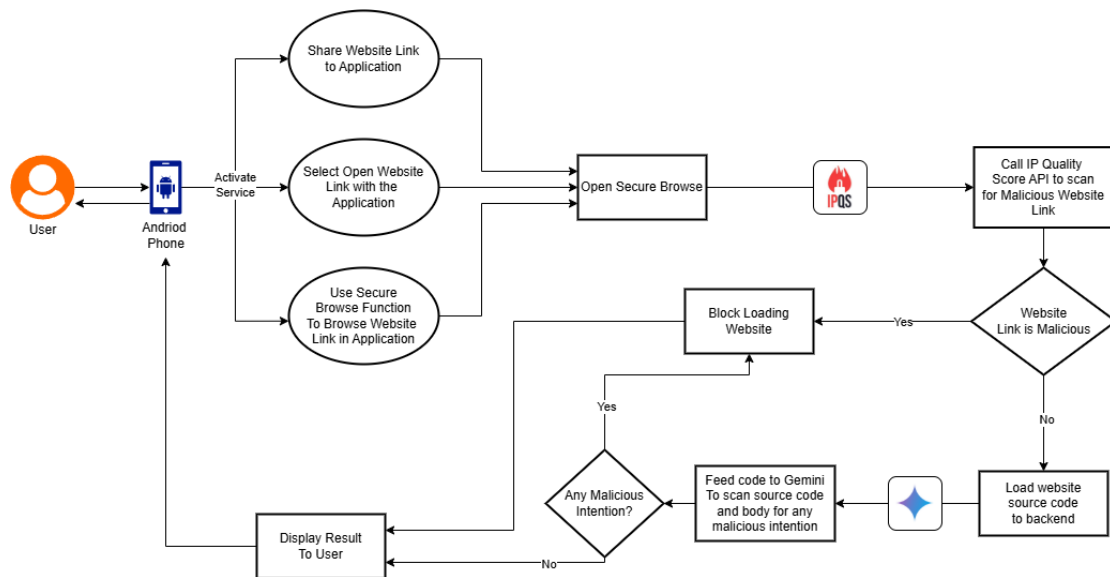 Share Website Link
to Application
Activate
Service
Select Open Website
Link with the
Application
Use Secure
Browse Function
To Browse Website
Link in Application
User
Andriod
Phone
Open Secure Browse
IPQS
Call IP Quality
Score API to scan
for Malicious Website
Link
Website
Link is Malicious
Yes
Block Loading
Website
No
Load website
source code
to backend
Feed code to Gemini
To scan source code
and body for any
malicious intention
Any Malicious
Intention?
Yes
No
Display Result
To User